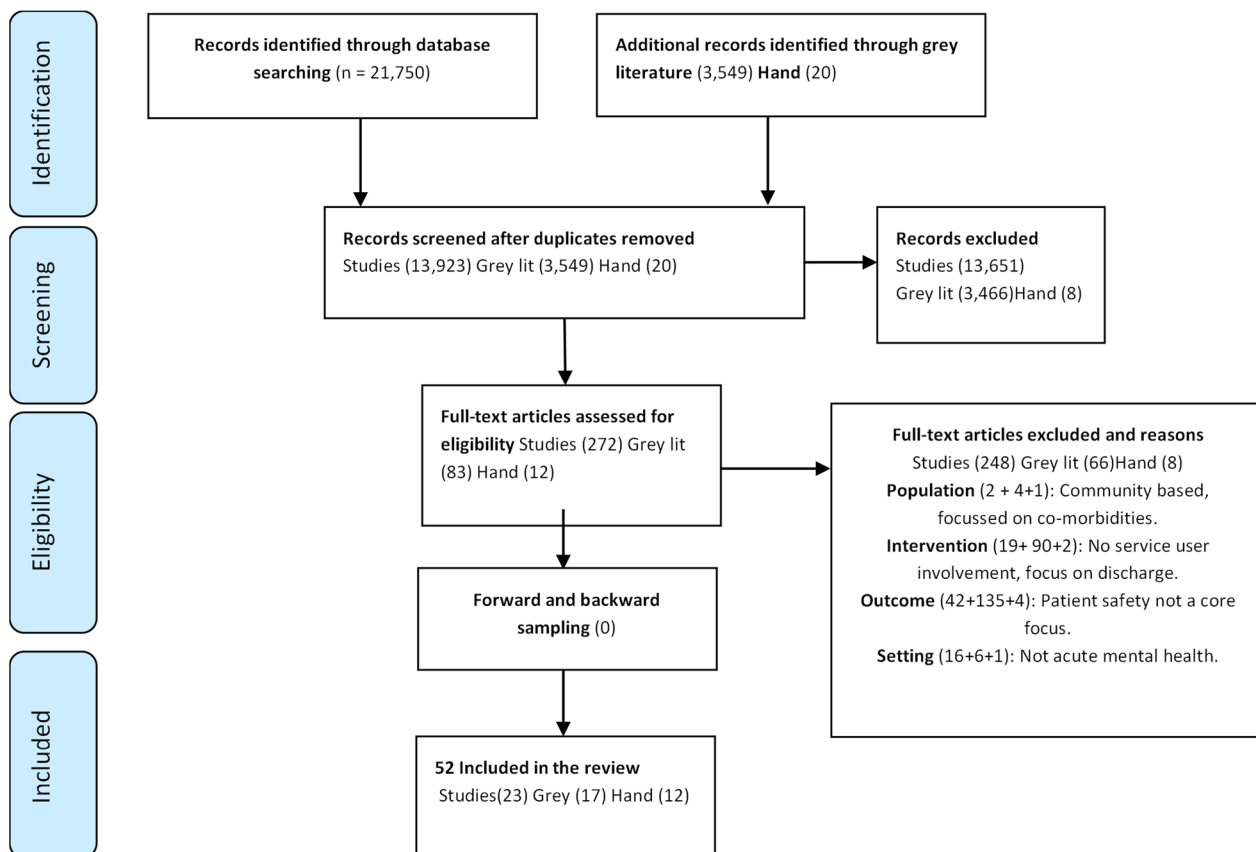 Identification
Records identified through database
searching (n = 21,750)
Additional records identified through grey
literature (3,549) Hand (20)
Screening
Records screened after duplicates removed
Studies (13,923) Grey lit (3,549) Hand (20)
Records excluded
Studies (13,651)
Grey lit (3,466)Hand (8)
Eligibility
Full-text articles assessed for
eligibility Studies (272) Grey lit
(83) Hand (12)
Full-text articles excluded and reasons
Studies (248) Grey lit (66)Hand (8)
Population (2 + 4+1): Community based,
focussed on co-morbidities.
Intervention (19+ 90+2): No service user
involvement, focus on discharge.
Outcome (42+135+4): Patient safety not a core
focus.
Setting (16+6+1): Not acute mental health.
Forward and backward
sampling (0)
Included
52 Included in the review
Studies(23) Grey (17) Hand (12)